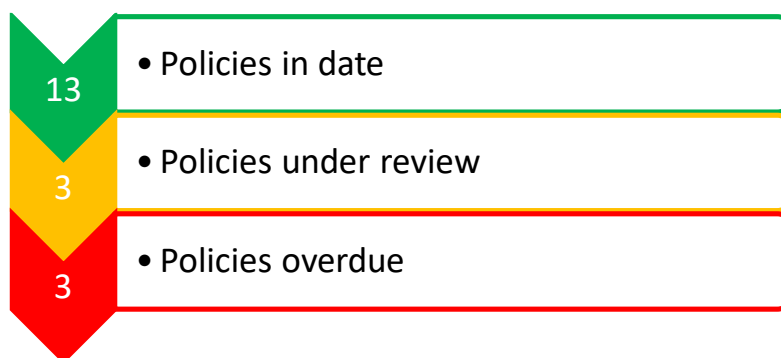 13
• Policies in date
3
• Policies under review
3
• Policies overdue